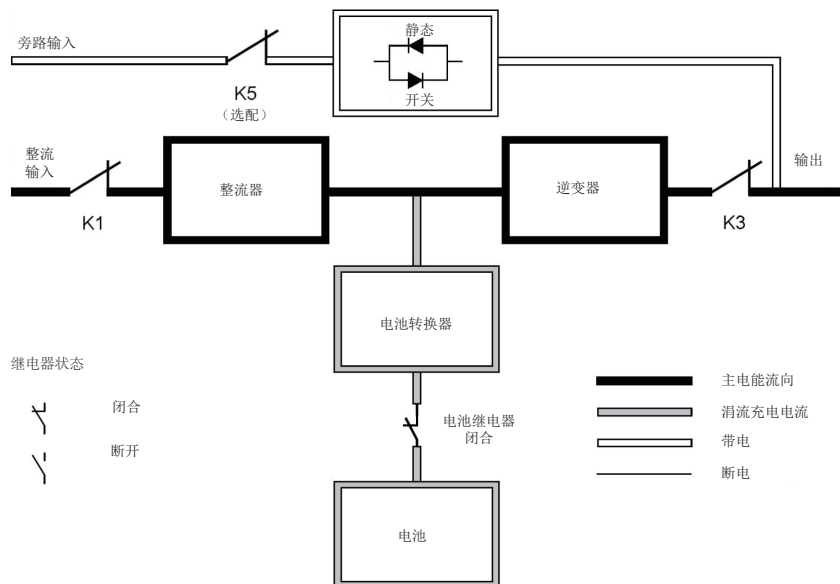 旁路输入
静态
开关
K5
（选配）
整流
输入
整流器
逆变器
输出
K1
K3
电池转换器
继电器状态
闭合
断开
电池继电器
闭合
主电能流向
涓流充电电流
带电
断电
电池